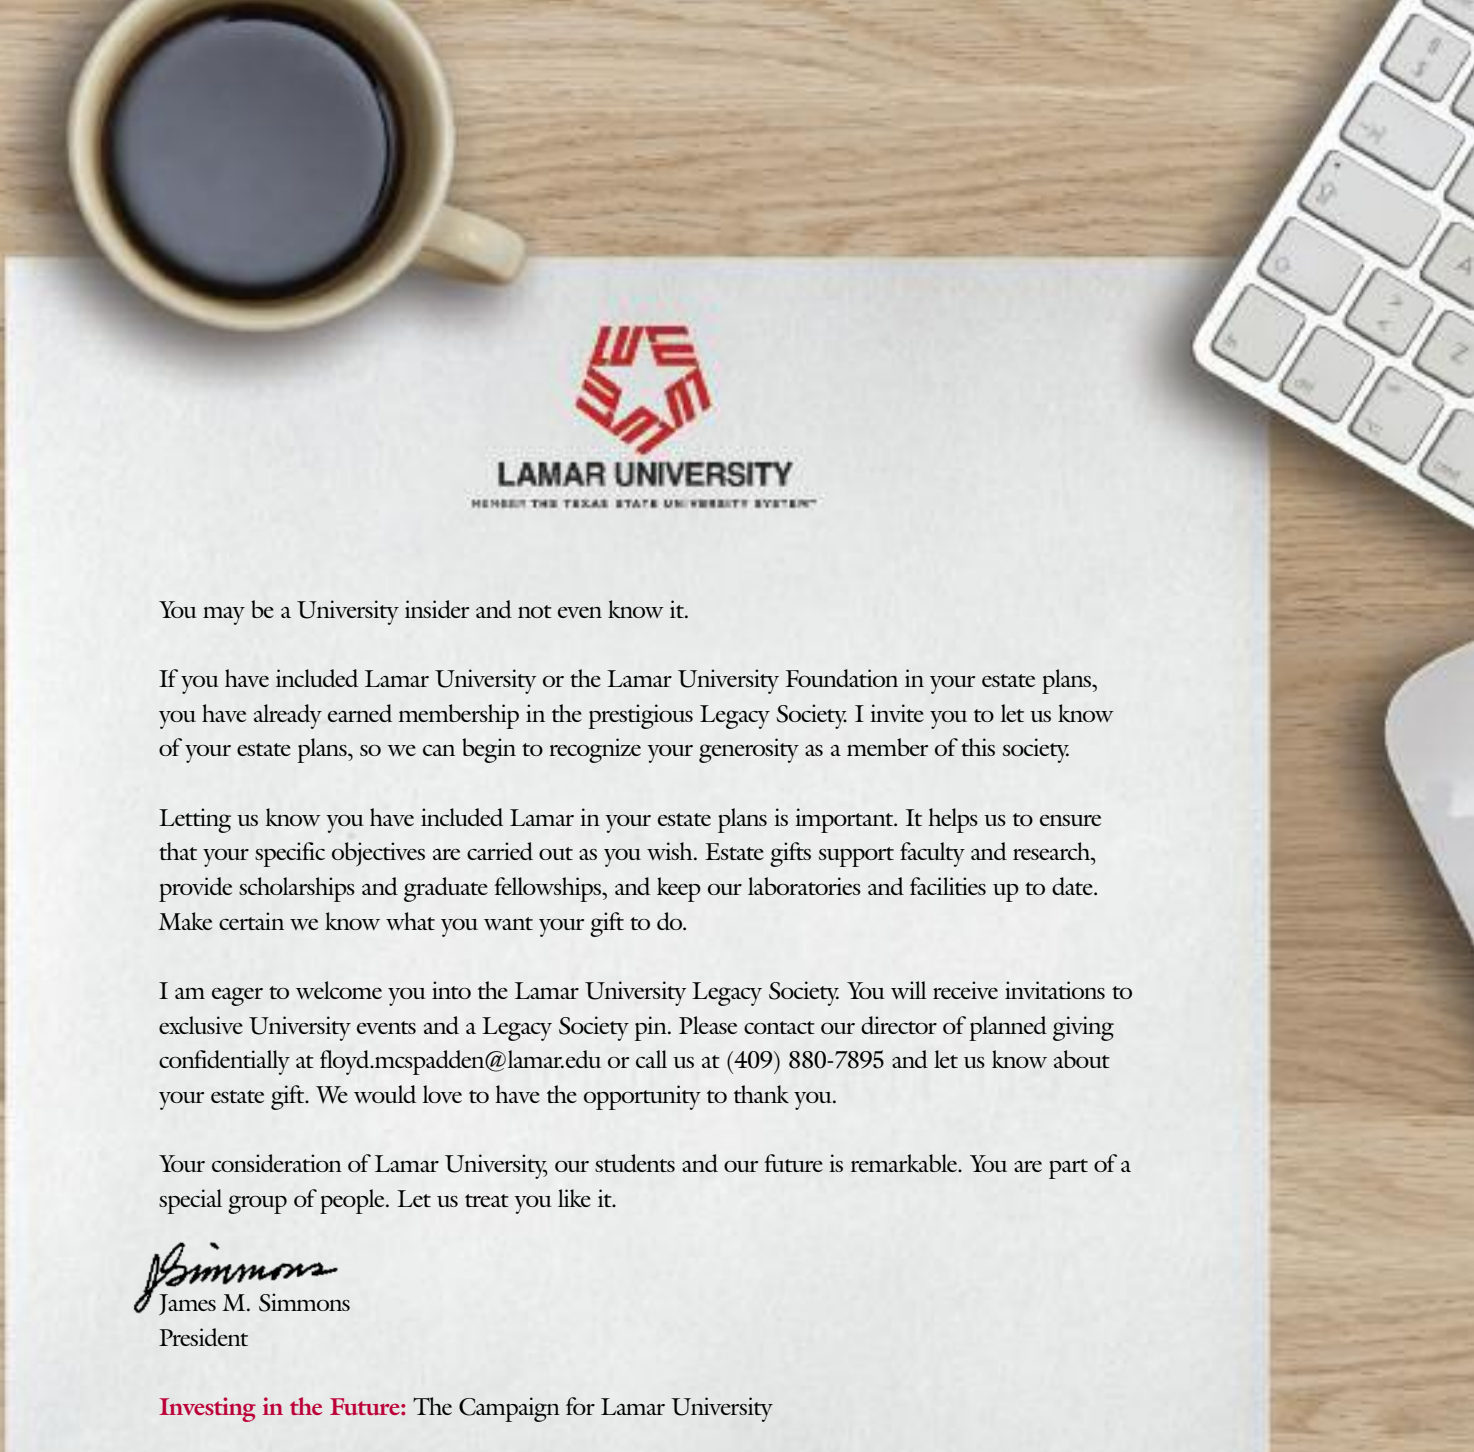 LAMAR UNIVERSITY
MEMBER THE TEXAS STATE UNIVERSITY SYSTEM™
You may be a University insider and not even know it.
If you have included Lamar University or the Lamar University Foundation in your estate plans,
you have already earned membership in the prestigious Legacy Society. I invite you to let us know
of your estate plans, so we can begin to recognize your generosity as a member of this society.
Letting us know you have included Lamar in your estate plans is important. It helps us to ensure
that your specific objectives are carried out as you wish. Estate gifts support faculty and research,
provide scholarships and graduate fellowships, and keep our laboratories and facilities up to date.
Make certain we know what you want your gift to do.
I am eager to welcome you into the Lamar University Legacy Society. You will receive invitations to
exclusive University events and a Legacy Society pin. Please contact our director of planned giving
confidentially at floyd.mcspadden@lamar.edu or call us at (409) 880-7895 and let us know about
your estate gift. We would love to have the opportunity to thank you.
Your consideration of Lamar University, our students and our future is remarkable. You are part of a
special group of people. Let us treat you like it.
JSimmons
James M. Simmons
President
Investing in the Future: The Campaign for Lamar University
A
Z
> <
fn
cmd